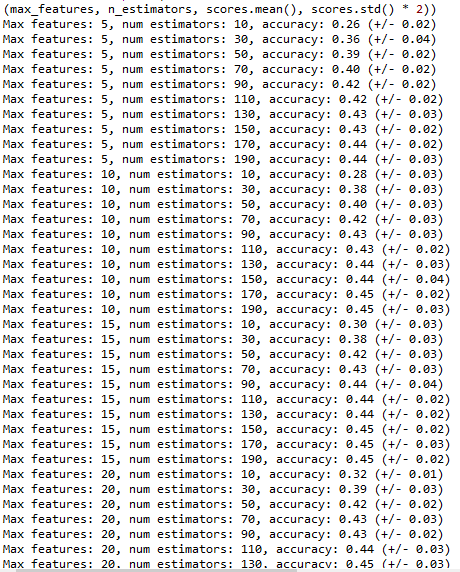 (max_features, n_estimators, scores.mean(), scores.std() * 2))
Max features: 5, num estimators: 10, accuracy: 0.26 (+/- 0.02)
Max features: 5, num estimators: 30, accuracy: 0.36 (+/- 0.04)
Max features: 5, num estimators: 50, accuracy: 0.39 (+/- 0.02)
Max features: 5, num estimators: 70, accuracy: 0.40 (+/- 0.02)
Max features: 5, num estimators: 90, accuracy: 0.42 (+/- 0.02)
Max features: 5, num estimators: 110, accuracy: 0.42 (+/- 0.02)
Max features: 5, num estimators: 130, accuracy: 0.43 (+/- 0.03)
Max features: 5, num estimators: 150, accuracy: 0.43 (+/- 0.02)
Max features: 5, num estimators: 170, accuracy: 0.44 (+/- 0.02)
Max features: 5, num estimators: 190, accuracy: 0.44 (+/- 0.03)
Max features: 10, num estimators: 10, accuracy: 0.28 (+/- 0.03)
Max features: 10, num estimators: 30, accuracy: 0.38 (+/- 0.03)
Max features: 10, num estimators: 50, accuracy: 0.40 (+/- 0.03)
Max features: 10, num estimators: 70, accuracy: 0.42 (+/- 0.03)
Max features: 10, num estimators: 90, accuracy: 0.43 (+/- 0.03)
Max features: 10, num estimators: 110, accuracy: 0.43 (+/- 0.02)
Max features: 10, num estimators: 130, accuracy: 0.44 (+/- 0.03)
Max features: 10, num estimators: 150, accuracy: 0.44 (+/- 0.04)
Max features: 10, num estimators: 170, accuracy: 0.45 (+/- 0.02)
Max features: 10, num estimators: 190, accuracy: 0.45 (+/- 0.03)
Max features: 15, num estimators: 10, accuracy: 0.30 (+/- 0.03)
Max features: 15, num estimators: 30, accuracy: 0.38 (+/- 0.03)
Max features: 15, num estimators: 50, accuracy: 0.42 (+/- 0.03)
Max features: 15, num estimators: 70, accuracy: 0.43 (+/- 0.03)
Max features: 15, num estimators: 90, accuracy: 0.44 (+/- 0.04)
Max features: 15, num estimators: 110, accuracy: 0.44 (+/- 0.02)
Max features: 15, num estimators: 130, accuracy: 0.44 (+/- 0.02)
Max features: 15, num estimators: 150, accuracy: 0.45 (+/- 0.02)
Max features: 15, num estimators: 170, accuracy: 0.45 (+/- 0.03)
Max features: 15, num estimators: 190, accuracy: 0.45 (+/- 0.02)
Max features: 20, num estimators: 10, accuracy: 0.32 (+/- 0.01)
Max features: 20, num estimators: 30, accuracy: 0.39 (+/- 0.03)
Max features: 20, num estimators: 50, accuracy: 0.42 (+/- 0.02)
Max features: 20, num estimators: 70, accuracy: 0.43 (+/- 0.03)
Max features: 20, num estimators: 90, accuracy: 0.43 (+/- 0.02)
Max features: 20, num estimators: 110, accuracy: 0.44 (+/- 0.03)
Max features: 20, num estimators: 130, accuracy: 0.45 (+/- 0.03)